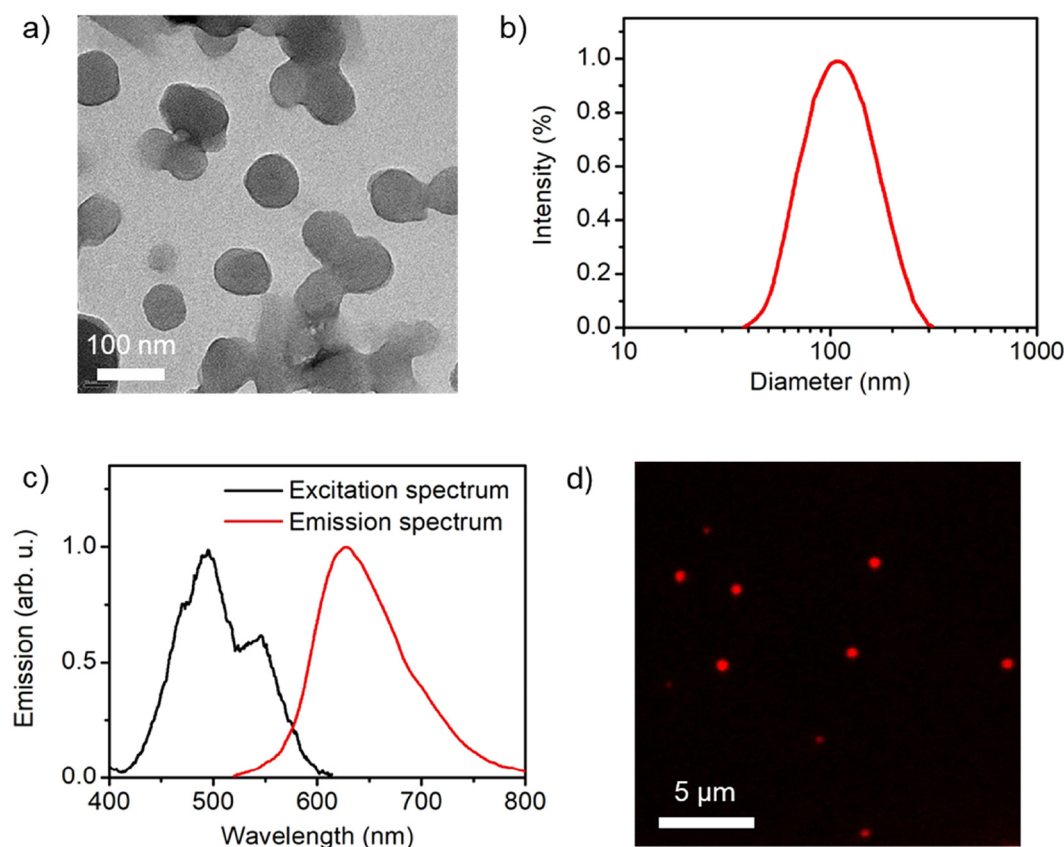 a)
100 nm
b)
Intensity (%)
1.0
0.8
0.6
0.4
0.2
0.0
10
100
1000
Diameter (nm)
c)
Excitation spectrum
Emission spectrum
Emission (arb. u.)
1.0
0.5
0.0
400
500
600
700
800
Wavelength (nm)
d)
5 µm